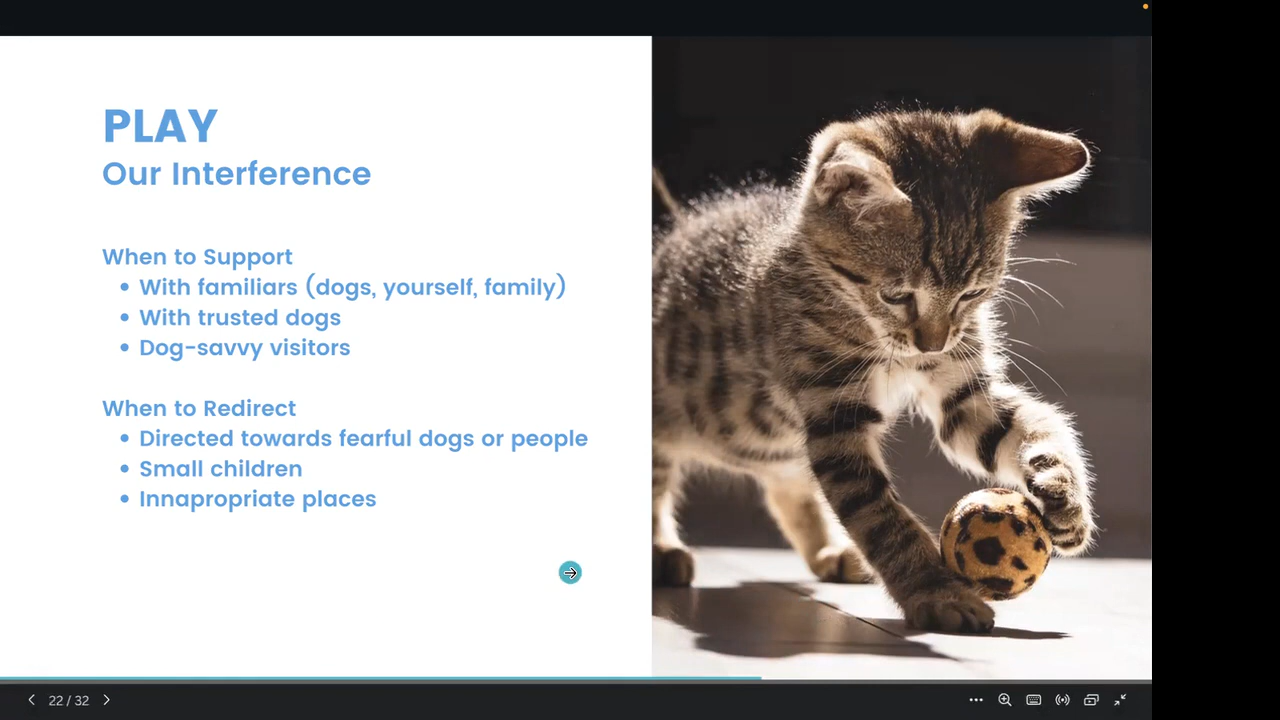 PLAY
Our Interference
When to Support
• With familiars (dogs, yourself, family)
• With trusted dogs
• Dog-savvy visitors
When to Redirect
• Directed towards fearful dogs or people
• Small children
• Innapropriate places
22 / 32